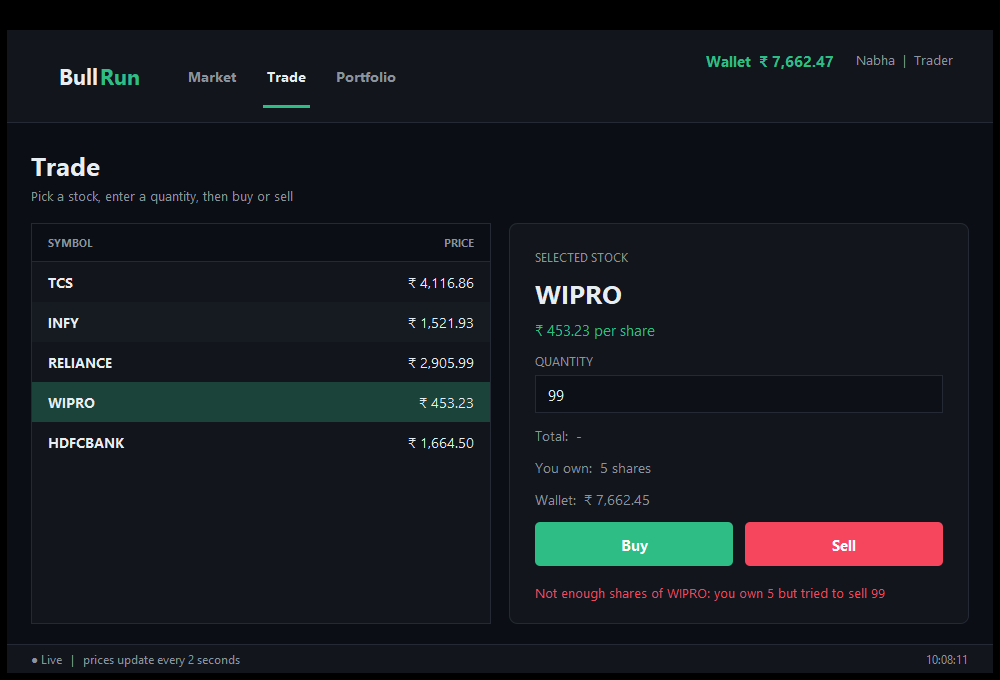 BullRun Market Trade Portfolio Wallet ₹ 7,662.47 Nabha | Trader
Trade
Pick a stock, enter a quantity, then buy or sell
SYMBOL PRICE
TCS ₹ 4,116.86
INFY ₹ 1,521.93
RELIANCE ₹ 2,905.99
WIPRO ₹ 453.23
HDFCBANK ₹ 1,664.50
SELECTED STOCK
WIPRO
₹ 453.23 per share
QUANTITY
99
Total: -
You own: 5 shares
Wallet: ₹ 7,662.45
Buy Sell
Not enough shares of WIPRO: you own 5 but tried to sell 99
● Live | prices update every 2 seconds 10:08:11